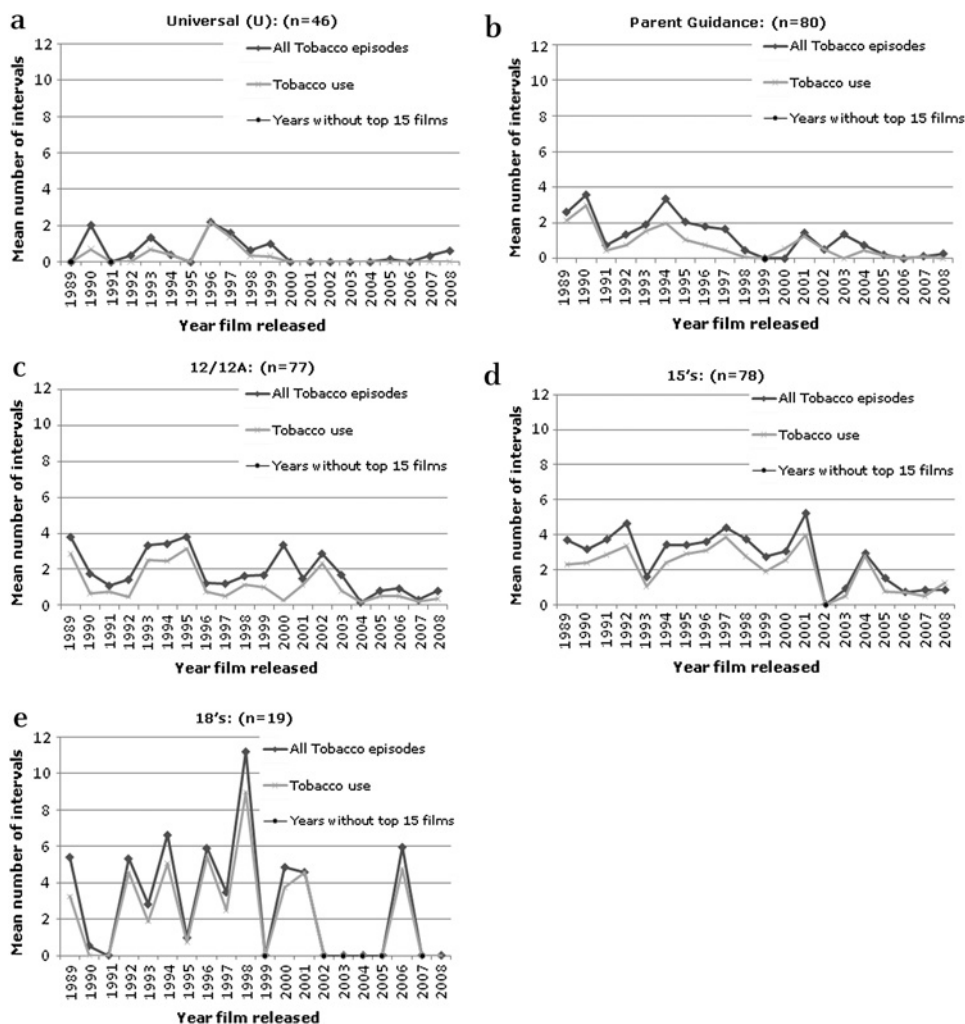 a
Universal (U): (n=46)
Mean number of intervals
12
10
8
6
4
2
0
All Tobacco episodes
Tobacco use
Years without top 15 films
1989 1990 1991 1992 1993 1994 1995 1996 1997 1998 1999 2000 2001 2002 2003 2004 2005 2006 2007 2008
Year film released
b
Parent Guidance: (n=80)
Mean number of intervals
12
10
8
6
4
2
0
All Tobacco episodes
Tobacco use
Years without top 15 films
1989 1990 1991 1992 1993 1994 1995 1996 1997 1998 1999 2000 2001 2002 2003 2004 2005 2006 2007 2008
Year film released
c
12/12A: (n=77)
Mean number of intervals
12
10
8
6
4
2
0
All Tobacco episodes
Tobacco use
Years without top 15 films
1989 1990 1991 1992 1993 1994 1995 1996 1997 1998 1999 2000 2001 2002 2003 2004 2005 2006 2007 2008
Year film released
d
15's: (n=78)
Mean number of intervals
12
10
8
6
4
2
0
All Tobacco episodes
Tobacco use
Years without top 15 films
1989 1990 1991 1992 1993 1994 1995 1996 1997 1998 1999 2000 2001 2002 2003 2004 2005 2006 2007 2008
Year film released
e
18's: (n=19)
Mean number of intervals
12
10
8
6
4
2
0
All Tobacco episodes
Tobacco use
Years without top 15 films
1989 1990 1991 1992 1993 1994 1995 1996 1997 1998 1999 2000 2001 2002 2003 2004 2005 2006 2007 2008
Year film released